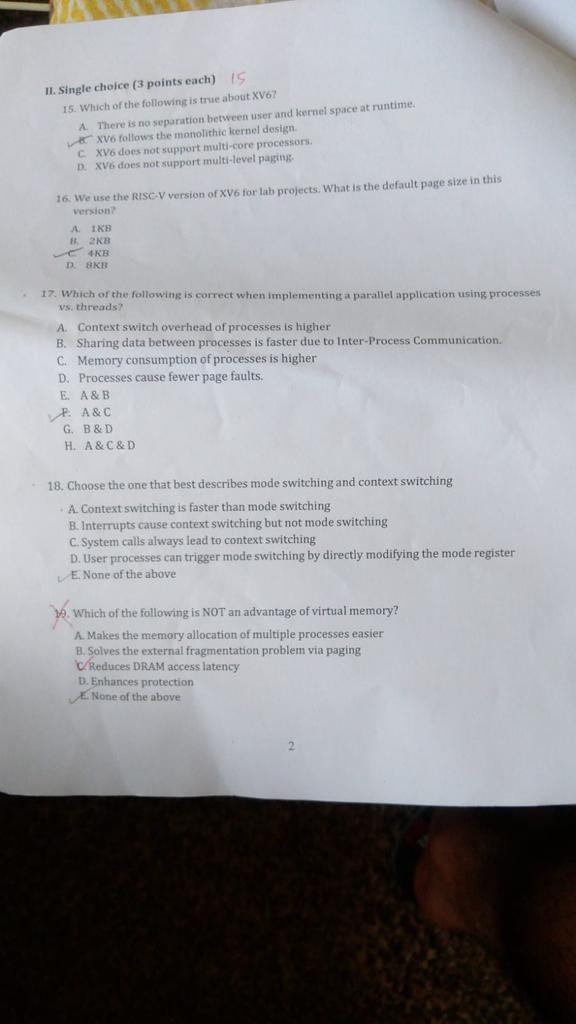 II. Single choice (3 points each) 15
15. Which of the following is true about XV6?
A. There is no separation between user and kernel space at runtime.
B. XV6 follows the monolithic kernel design.
C. XV6 does not support multi-core processors.
D. XV6 does not support multi-level paging.
16. We use the RISC-V version of XV6 for lab projects. What is the default page size in this
version?
A. 1KB
B. 2KB
C. 4KB
D. 8KB
17. Which of the following is correct when implementing a parallel application using processes
vs. threads?
A. Context switch overhead of processes is higher
B. Sharing data between processes is faster due to Inter-Process Communication.
C. Memory consumption of processes is higher
D. Processes cause fewer page faults.
E. A & B
F. A & C
G. B & D
H. A & C & D
18. Choose the one that best describes mode switching and context switching
A. Context switching is faster than mode switching
B. Interrupts cause context switching but not mode switching
C. System calls always lead to context switching
D. User processes can trigger mode switching by directly modifying the mode register
E. None of the above
19. Which of the following is NOT an advantage of virtual memory?
A. Makes the memory allocation of multiple processes easier
B. Solves the external fragmentation problem via paging
C. Reduces DRAM access latency
D. Enhances protection
E. None of the above
2